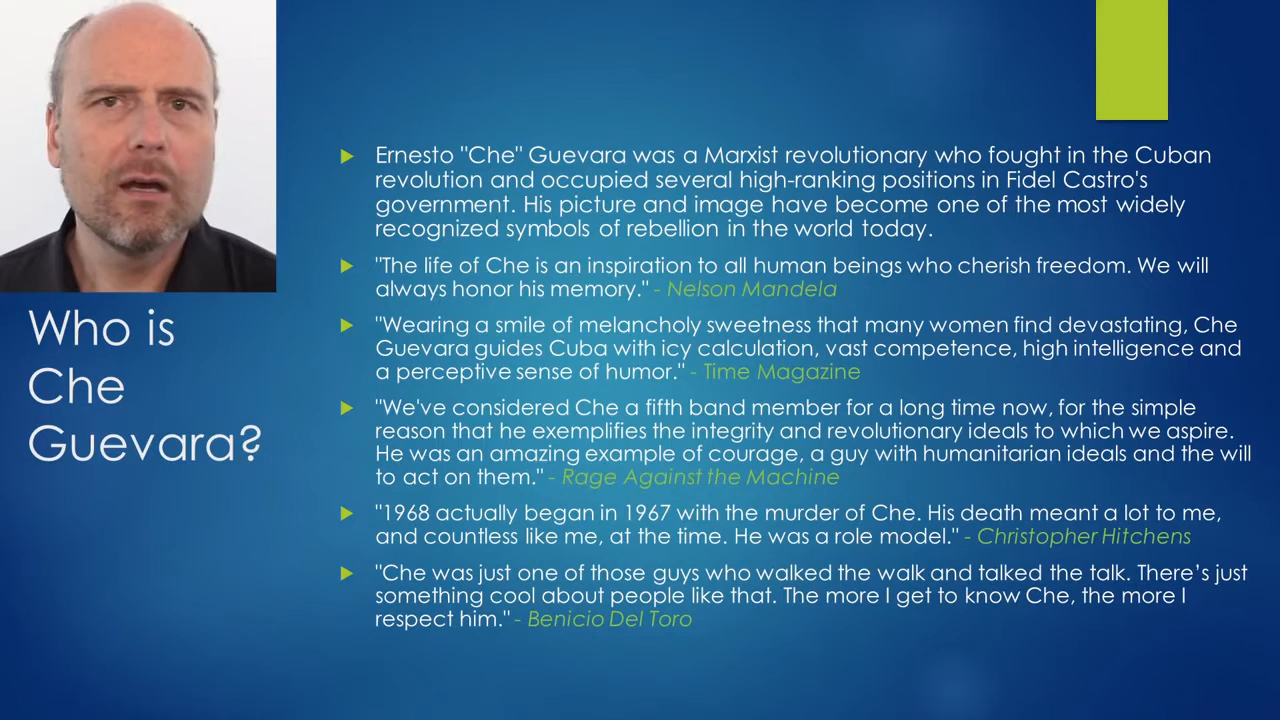 Who is
Che
Guevara?
Ernesto "Che" Guevara was a Marxist revolutionary who fought in the Cuban
revolution and occupied several high-ranking positions in Fidel Castro's
government. His picture and image have become one of the most widely
recognized symbols of rebellion in the world today.
"The life of Che is an inspiration to all human beings who cherish freedom. We will
always honor his memory." - Nelson Mandela
"Wearing a smile of melancholy sweetness that many women find devastating, Che
Guevara guides Cuba with icy calculation, vast competence, high intelligence and
a perceptive sense of humor." - Time Magazine
"We've considered Che a fifth band member for a long time now, for the simple
reason that he exemplifies the integrity and revolutionary ideals to which we aspire.
He was an amazing example of courage, a guy with humanitarian ideals and the will
to act on them." - Rage Against the Machine
"1968 actually began in 1967 with the murder of Che. His death meant a lot to me,
and countless like me, at the time. He was a role model." - Christopher Hitchens
"Che was just one of those guys who walked the walk and talked the talk. There’s just
something cool about people like that. The more I get to know Che, the more I
respect him." - Benicio Del Toro